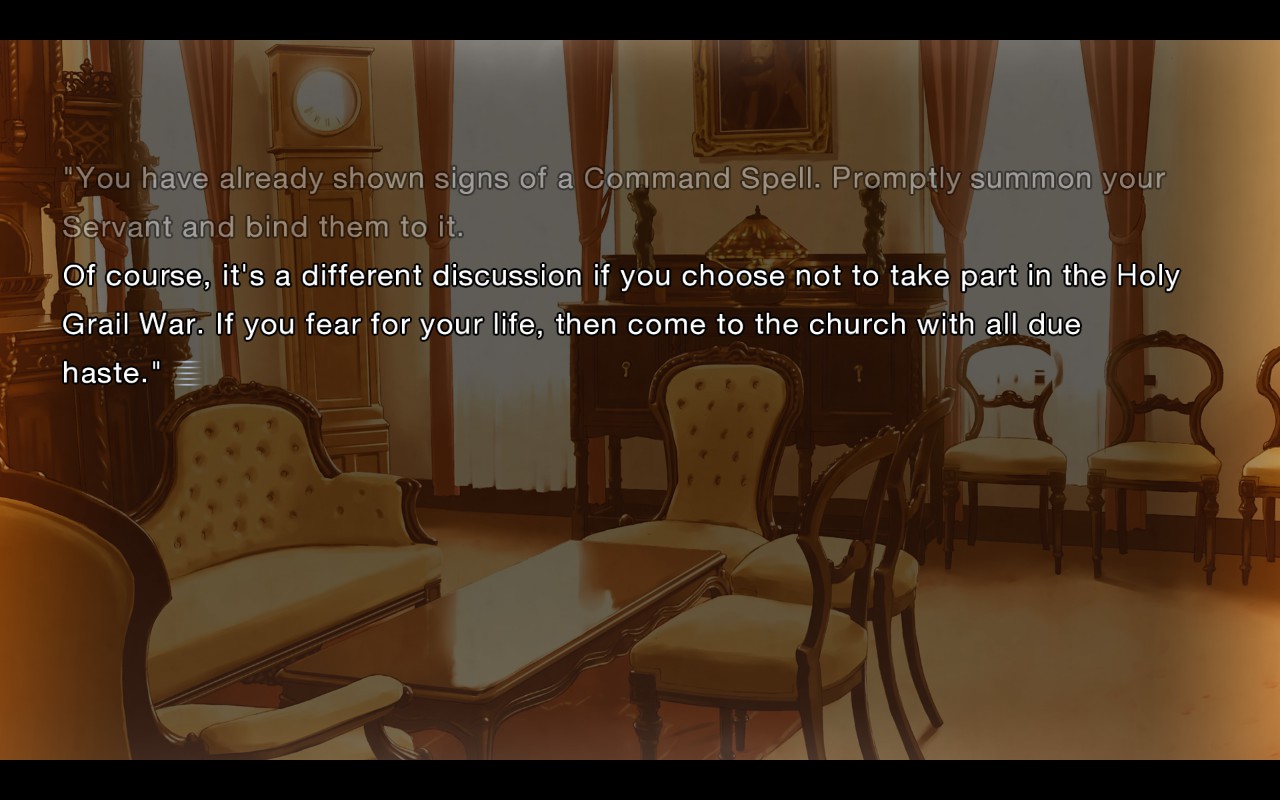 "You have already shown signs of a Command Spell. Promptly summon your
Servant and bind them to it.
Of course, it's a different discussion if you choose not to take part in the Holy
Grail War. If you fear for your life, then come to the church with all due
haste."